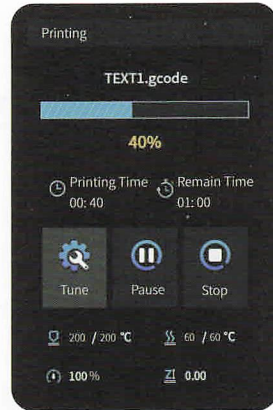 Printing
TEXT1.gcode
40%
Printing Time Remain Time
00: 40 01: 00
Tune Pause Stop
200 / 200 °C 60 / 60 °C
100% 0.00